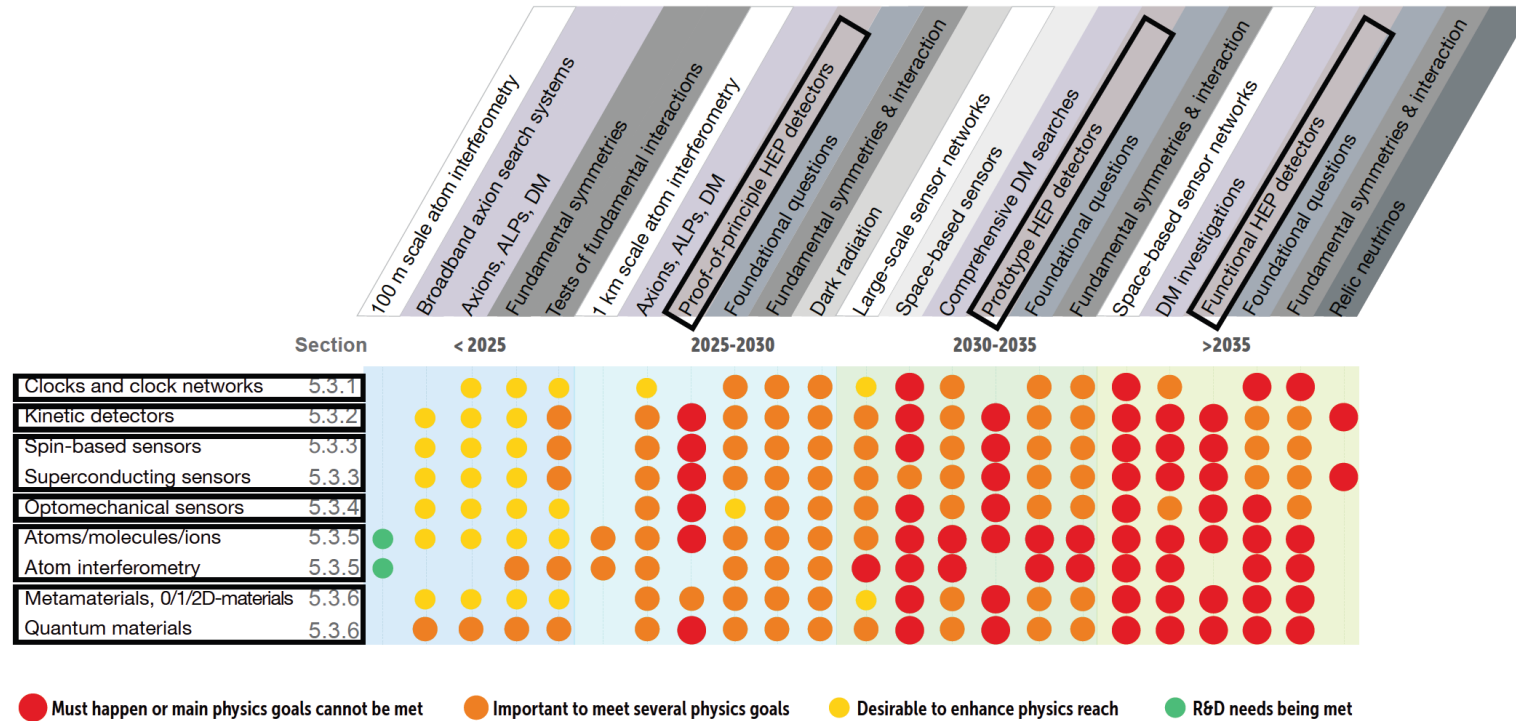 100 m scale atom interferometry
Broadband axion search systems
Axions, ALPs, DM
Fundamental symmetries
Tests of fundamental interactions
1 km scale atom interferometry
Axions, ALPs, DM
Proof-of-principle HEP detectors
Foundational questions
Fundamental symmetries & interaction
Dark radiation
Large-scale sensor networks
Space-based sensors
Comprehensive DM searches
Prototype HEP detectors
Foundational questions
Fundamental symmetries & interaction
Space-based sensor networks
DM investigations
Functional HEP detectors
Foundational questions
Fundamental symmetries & interaction
Relic neutrinos
Section < 2025 2025-2030 2030-2035 >2035
Clocks and clock networks 5.3.1
Kinetic detectors 5.3.2
Spin-based sensors 5.3.3
Superconducting sensors 5.3.3
Optomechanical sensors 5.3.4
Atoms/molecules/ions 5.3.5
Atom interferometry 5.3.5
Metamaterials, 0/1/2D-materials 5.3.6
Quantum materials 5.3.6
Must happen or main physics goals cannot be met Important to meet several physics goals Desirable to enhance physics reach R&D needs being met